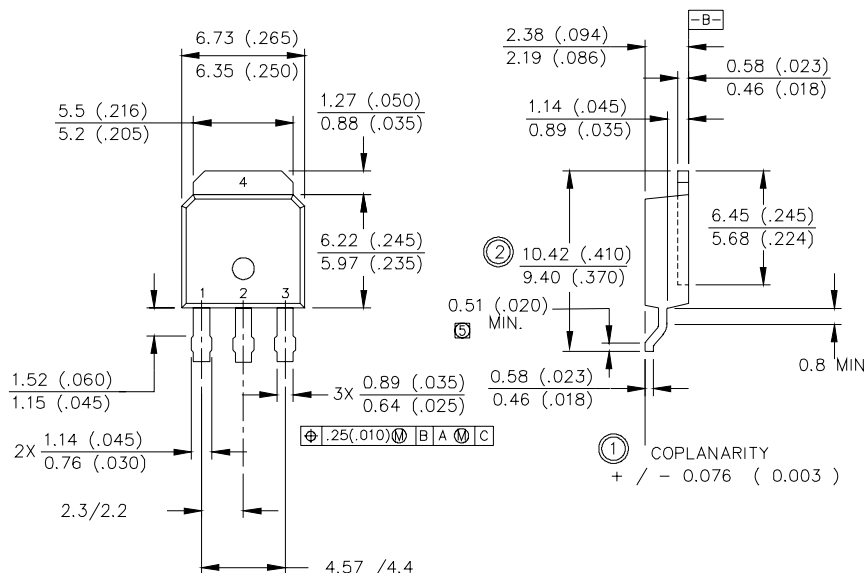 6.73 (.265)
6.35 (.250)
5.5 (.216)
5.2 (.205)
1.27 (.050)
0.88 (.035)
4
6.22 (.245)
5.97 (.235)
1 2 3
1.52 (.060)
1.15 (.045)
3X 0.89 (.035)
0.64 (.025)
⌖ .25(.010) Ⓜ B A Ⓜ C
2X 1.14 (.045)
0.76 (.030)
2.3/2.2
4.57 /4.4
-B-
2.38 (.094)
2.19 (.086)
0.58 (.023)
0.46 (.018)
1.14 (.045)
0.89 (.035)
6.45 (.245)
5.68 (.224)
2 10.42 (.410)
9.40 (.370)
0.51 (.020)
5 MIN.
0.8 MIN
0.58 (.023)
0.46 (.018)
1 COPLANARITY
+ / - 0.076 ( 0.003 )